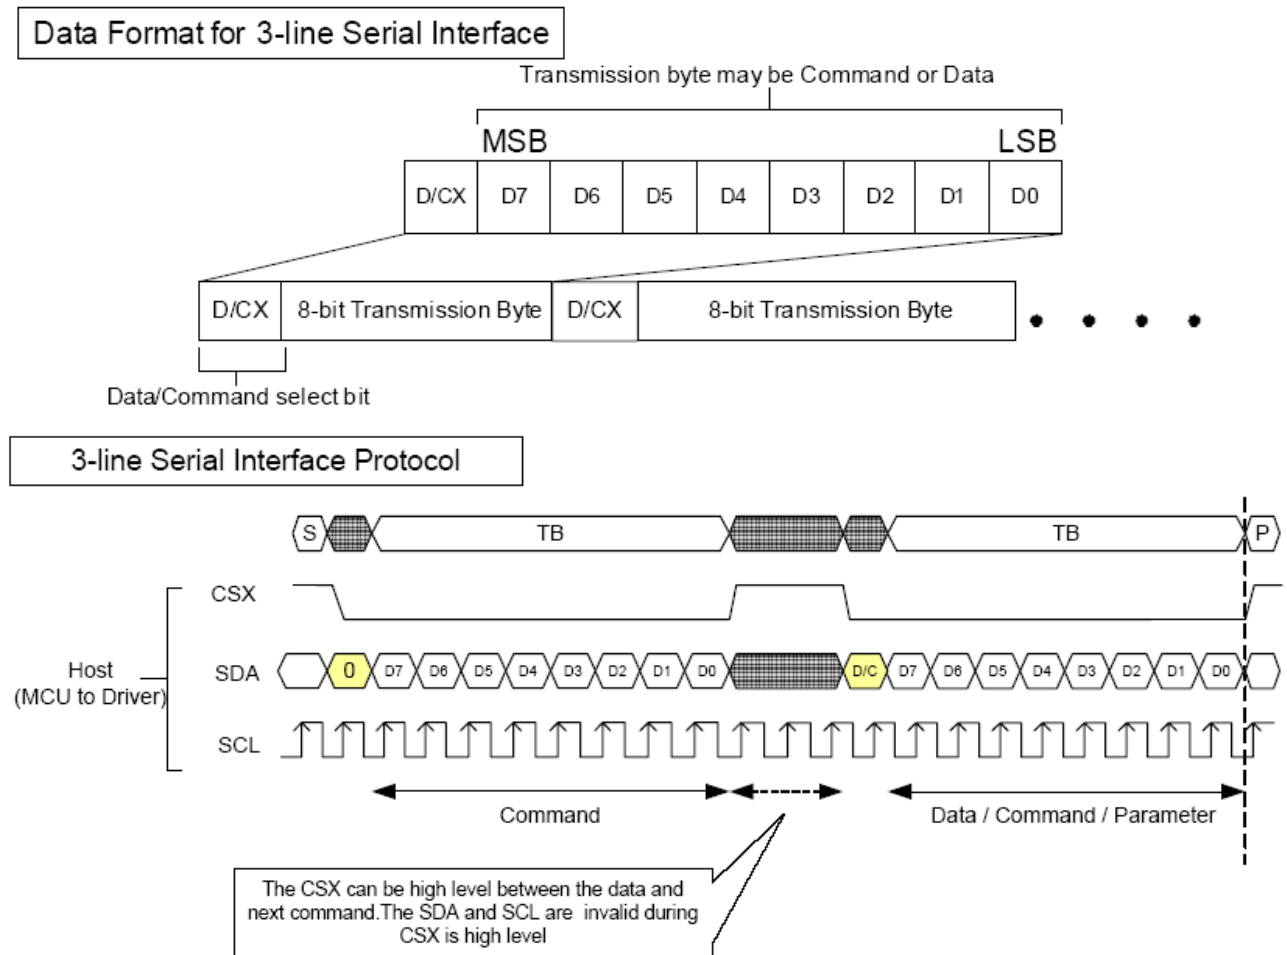 Data Format for 3-line Serial Interface
Transmission byte may be Command or Data
MSB LSB
D/CX D7 D6 D5 D4 D3 D2 D1 D0
D/CX 8-bit Transmission Byte D/CX 8-bit Transmission Byte
Data/Command select bit
3-line Serial Interface Protocol
S TB TB P
CSX
Host
(MCU to Driver)
SDA 0 D7 D6 D5 D4 D3 D2 D1 D0 D/C D7 D6 D5 D4 D3 D2 D1 D0
SCL
Command Data / Command / Parameter
The CSX can be high level between the data and
next command.The SDA and SCL are invalid during
CSX is high level